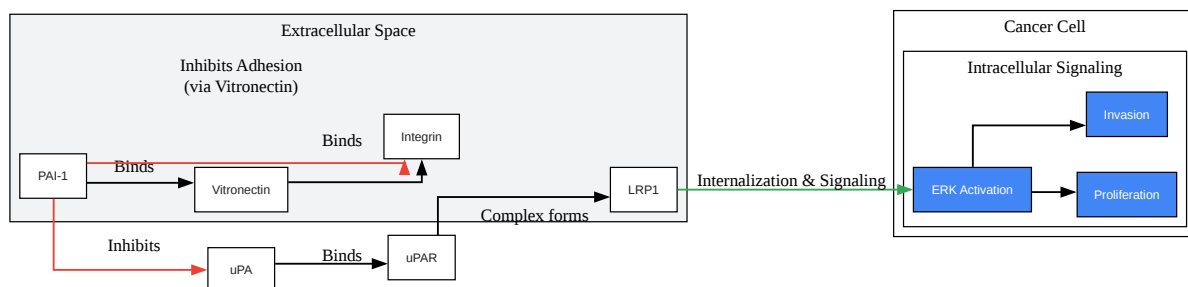 Extracellular Space
Cancer Cell
Inhibits Adhesion
(via Vitronectin)
Intracellular Signaling
Invasion
Binds
Integrin
PAI-1
Binds
Vitronectin
LRP1
Internalization & Signaling
ERK Activation
Proliferation
Complex forms
Inhibits
uPA
Binds
uPAR